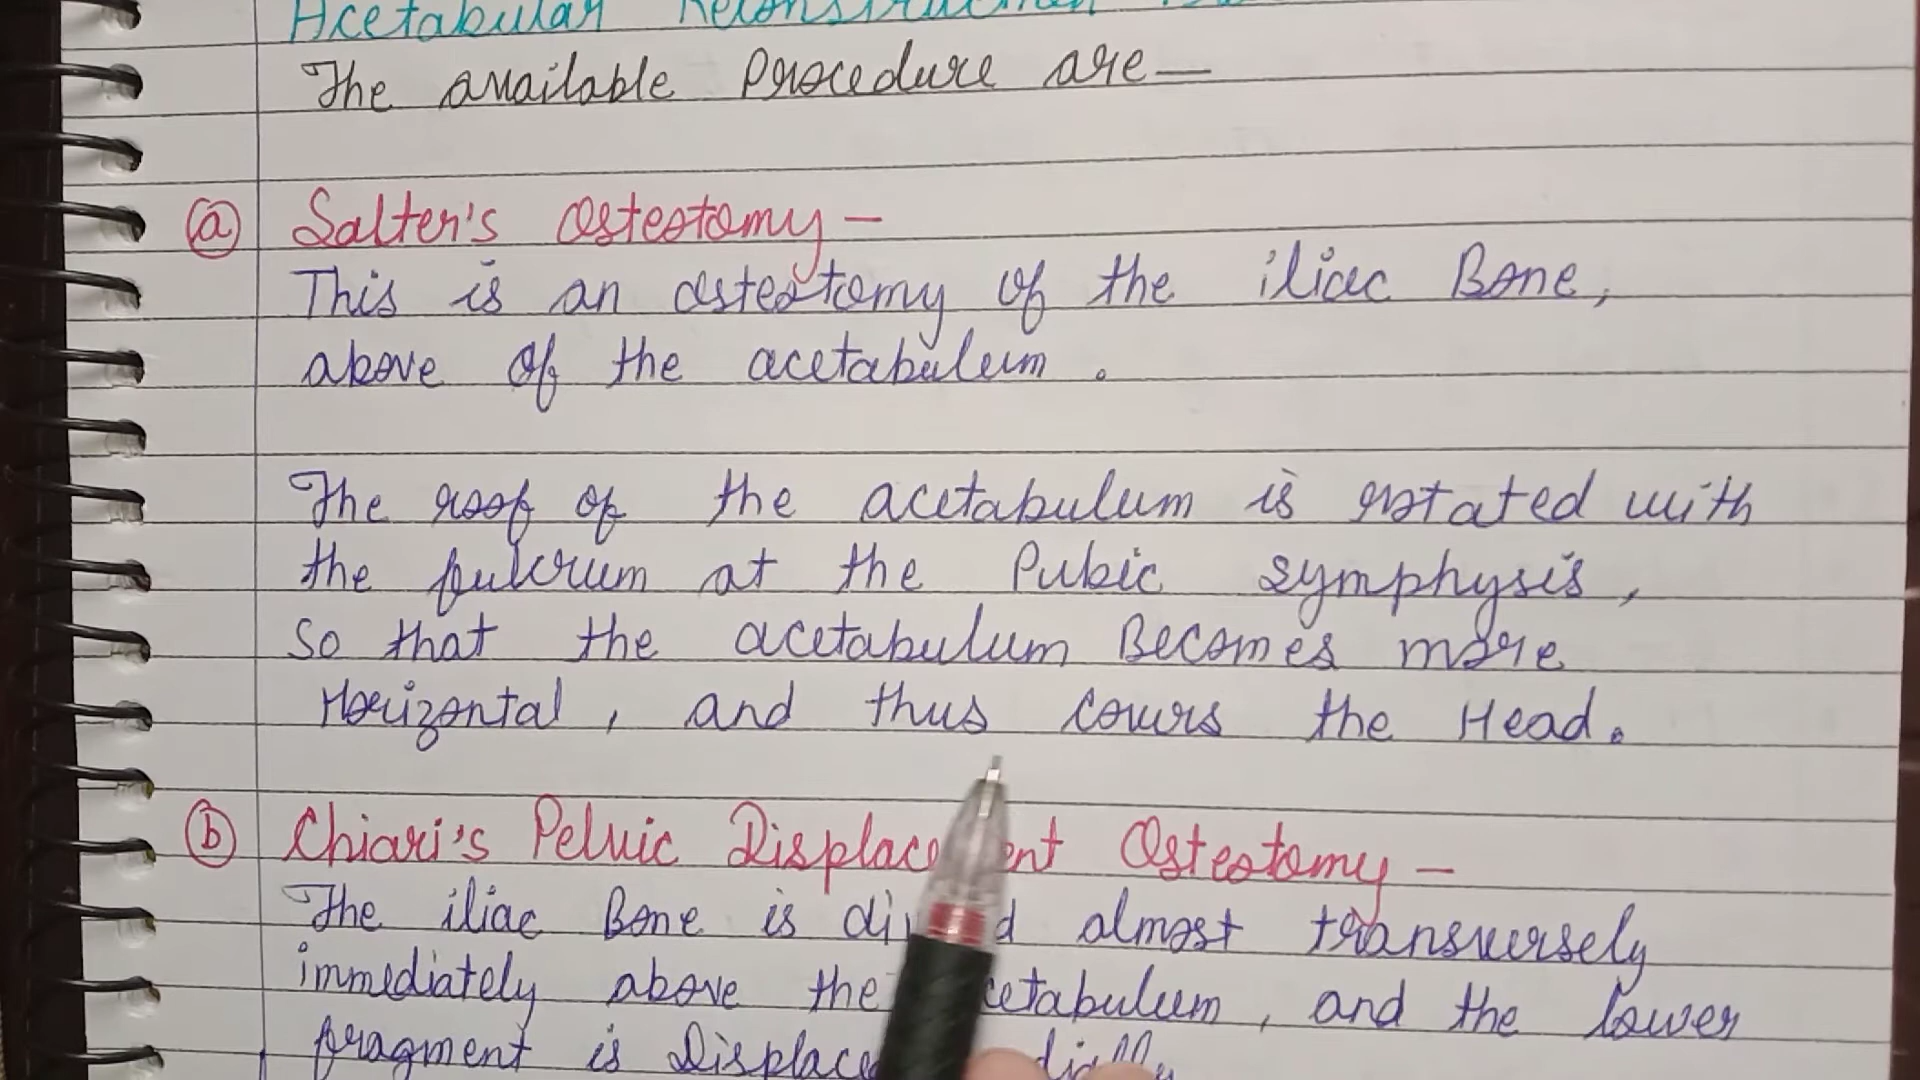 Acetabular Reconstruction
The available Procedure are—
(a) Salter's Osteotomy –
This is an osteotomy of the iliac Bone,
above of the acetabulum.
The roof of the acetabulum is rotated with
the fulcrum at the Pubic symphysis,
So that the acetabulum Becomes more
Horizontal, and thus covers the Head.
(b) Chiari's Pelvic Osteotomy –
The iliac Bone is almost transversely
immediately above the and the lower
fragment is